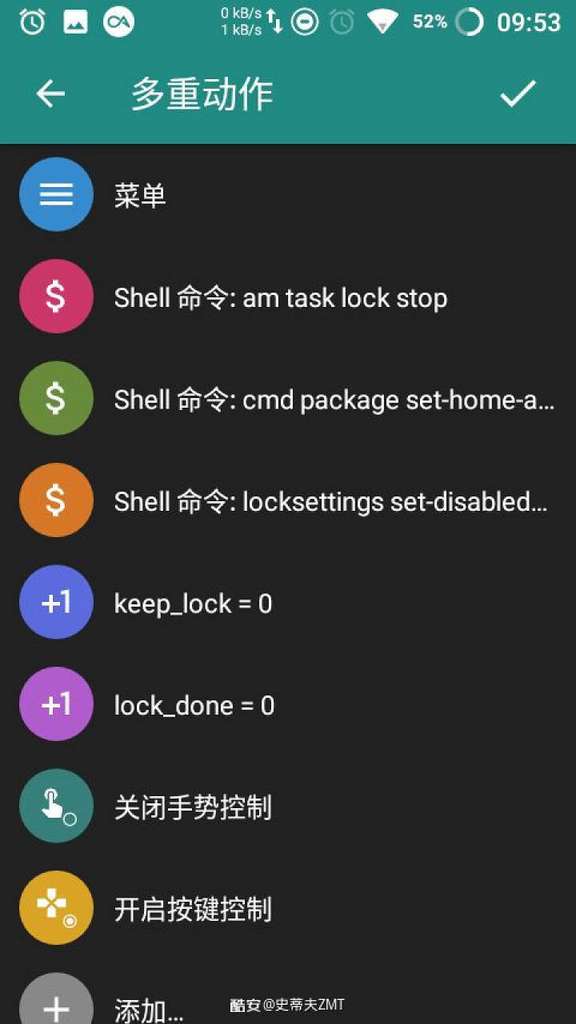 0 kB/s
1 kB/s
52%
09:53
多重动作
菜单
$
Shell 命令: am task lock stop
$
Shell 命令: cmd package set-home-a...
$
Shell 命令: locksettings set-disabled...
+1
keep_lock = 0
+1
lock_done = 0
关闭手势控制
开启按键控制
添加...
酷安@史蒂夫ZMT